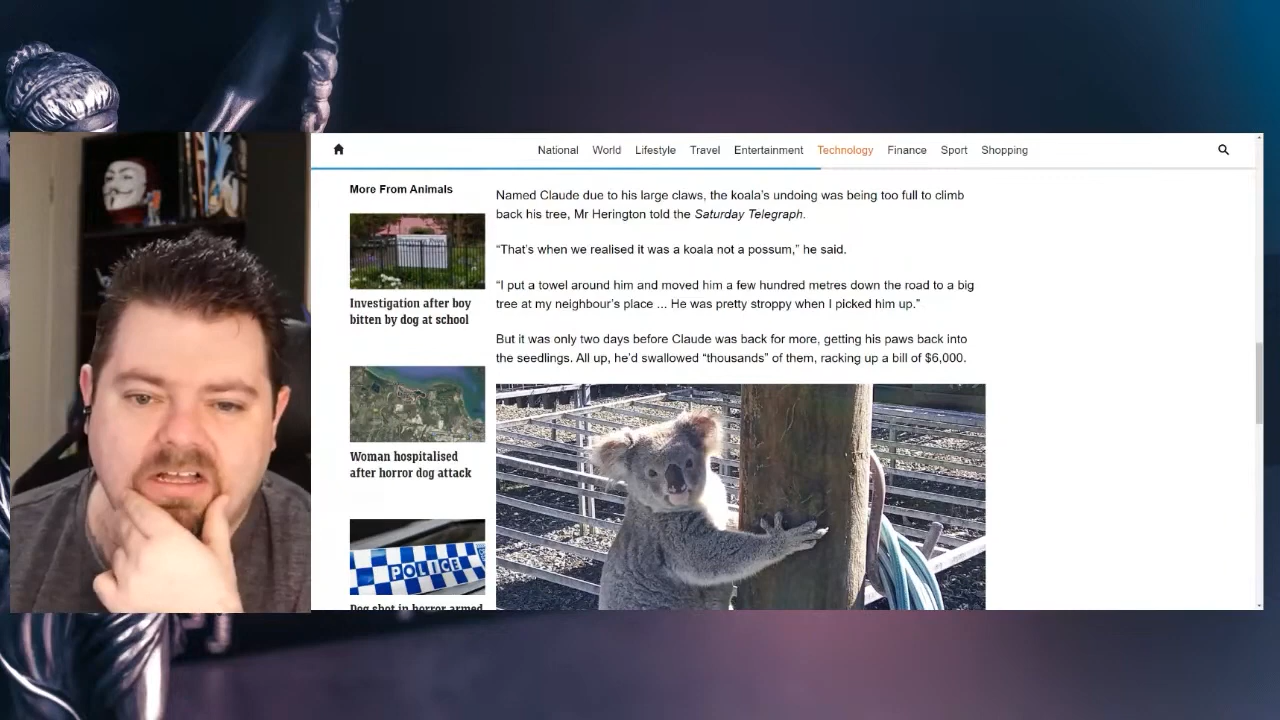 National World Lifestyle Travel Entertainment Technology Finance Sport Shopping
More From Animals
Investigation after boy
bitten by dog at school
Woman hospitalised
after horror dog attack
POLICE
Dog shot in horror armed
Named Claude due to his large claws, the koala's undoing was being too full to climb
back his tree, Mr Herington told the Saturday Telegraph.
“That's when we realised it was a koala not a possum,” he said.
“I put a towel around him and moved him a few hundred metres down the road to a big
tree at my neighbour's place ... He was pretty stroppy when I picked him up.”
But it was only two days before Claude was back for more, getting his paws back into
the seedlings. All up, he'd swallowed “thousands” of them, racking up a bill of $6,000.